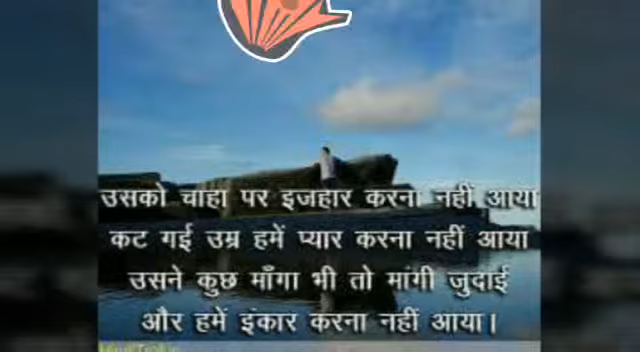 उसको चाहा पर इजहार करना नहीं आया
कट गई उम्र हमें प्यार करना नहीं आया
उसने कुछ माँगा भी तो मांगी जुदाई
और हमें इंकार करना नहीं आया।